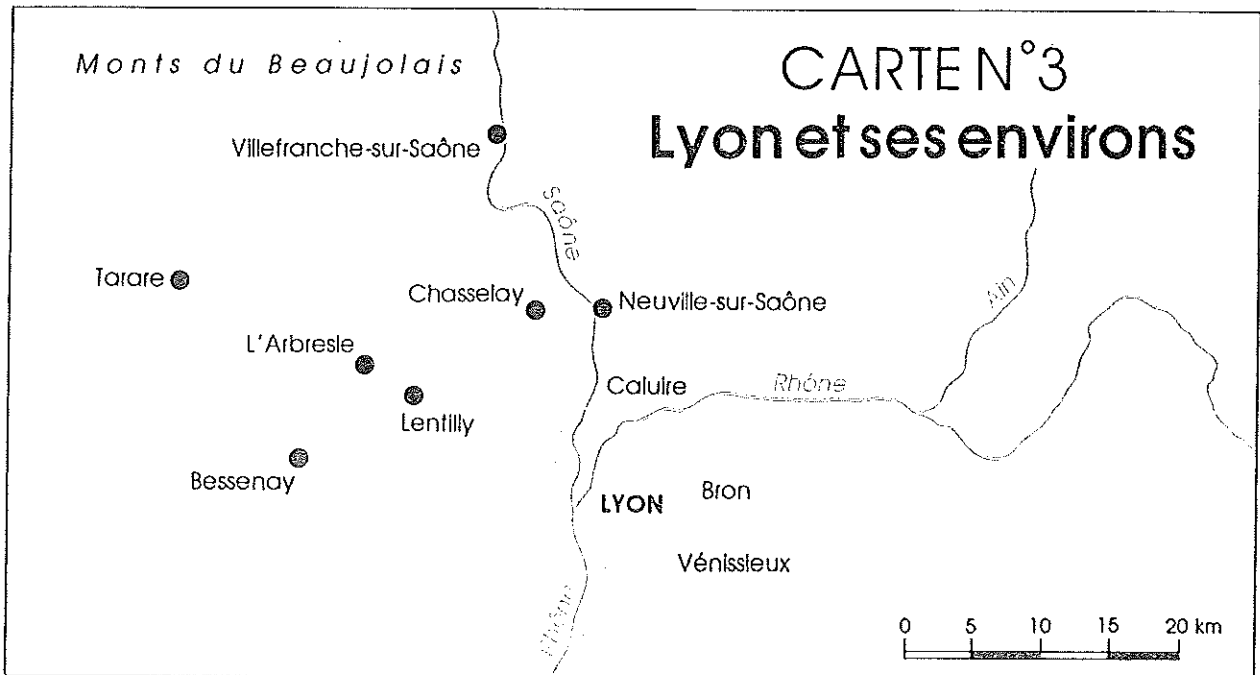 Monts du Beaujolais
CARTE N°3
Lyon et ses environs
Villefranche-sur-Saône
Saône
Tarare
Chasselay
Neuville-sur-Saône
Ain
L'Arbresle
Caluire
Rhône
Lentilly
Bessenay
LYON
Bron
Vénissieux
Rhône
0 5 10 15 20 km